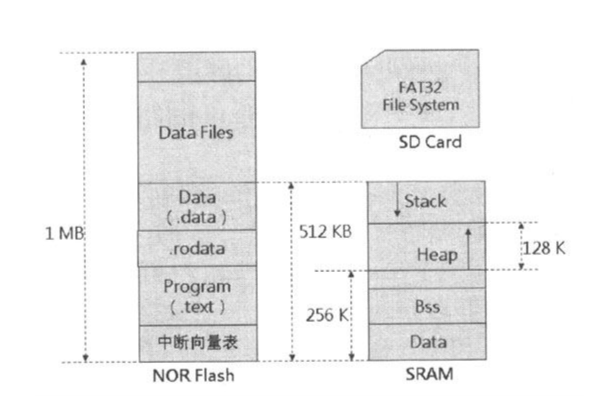 FAT32
File System
SD Card
Data Files
Data
(.data)
.rodata
Program
(.text)
中断向量表
NOR Flash
1 MB
512 KB
256 K
Stack
Heap
128 K
Bss
Data
SRAM